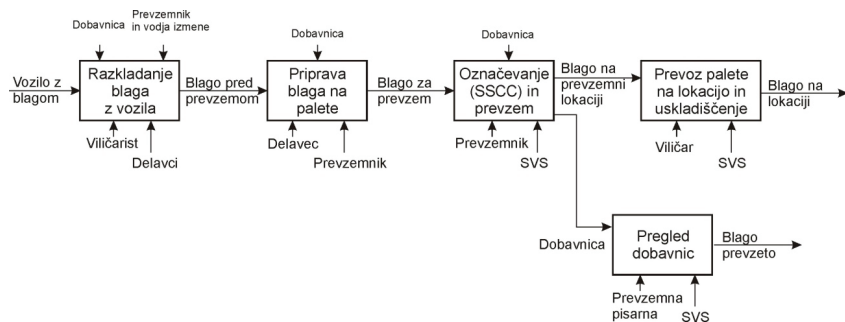 Dobavnica
Prevzemnik
in vodja izmene
Vozilo z
blagom
Razkladanje
blaga
z vozila
Viličarist
Delavci
Blago pred
prevzemom
Dobavnica
Priprava
blaga na
palete
Delavec
Prevzemnik
Blago za
prevzem
Dobavnica
Označevanje
(SSCC) in
prevzem
Prevzemnik
SVS
Blago na
prevzemni
lokaciji
Prevoz palete
na lokacijo in
uskladiščenje
Viličar
SVS
Blago na
lokaciji
Dobavnica
Pregled
dobavnic
Prevzemna
pisarna
SVS
Blago
prevzeto